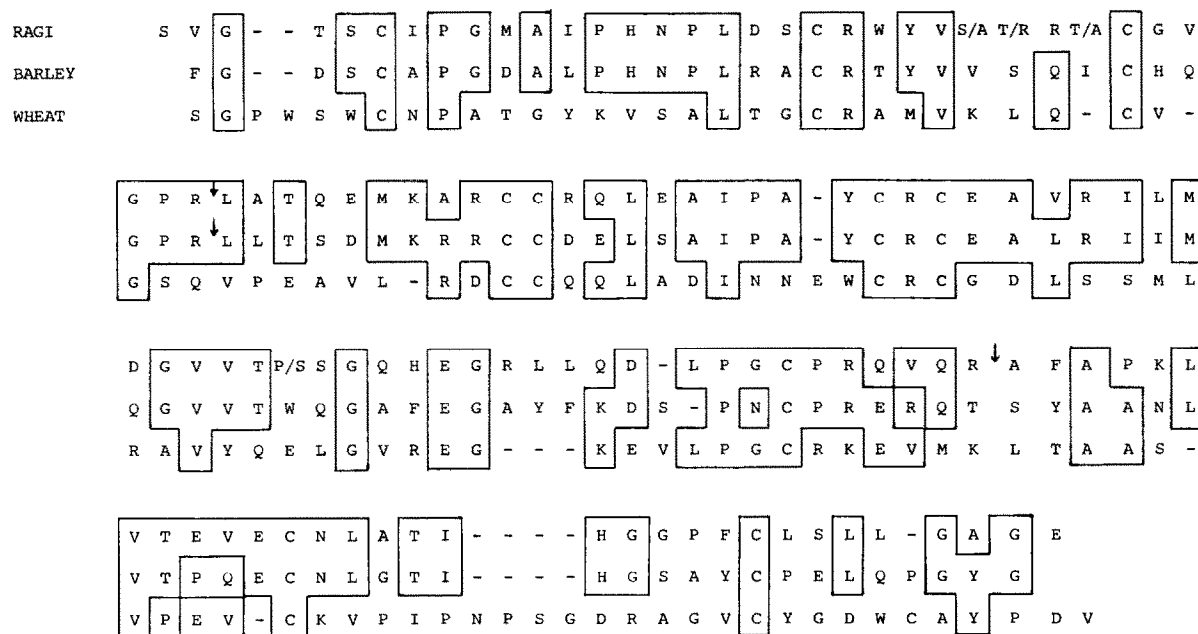 RAGI S V G - - T S C I P G M A I P H N P L D S C R W Y V S/A T/R R T/A C G V
BARLEY F G - - D S C A P G D A L P H N P L R A C R T Y V V S Q I C H Q
WHEAT S G P W S W C N P A T G Y K V S A L T G C R A M V K L Q - C V -
G P R L A T Q E M K A R C C R Q L E A I P A - Y C R C E A V R I L M
G P R L L T S D M K R R C C D E L S A I P A - Y C R C E A L R I I M
G S Q V P E A V L - R D C C Q Q L A D I N N E W C R C G D L S S M L
D G V V T P/S S G Q H E G R L L Q D - L P G C P R Q V Q R A F A P K L
Q G V V T W Q G A F E G A Y F K D S - P N C P R E R Q T S Y A A N L
R A V Y Q E L G V R E G - - - K E V L P G C R K E V M K L T A A S -
V T E V E C N L A T I - - - - H G G P F C L S L L - G A G E
V T P Q E C N L G T I - - - - H G S A Y C P E L Q P G Y G
V P E V - C K V P I P N P S G D R A G V C Y G D W C A Y P D V